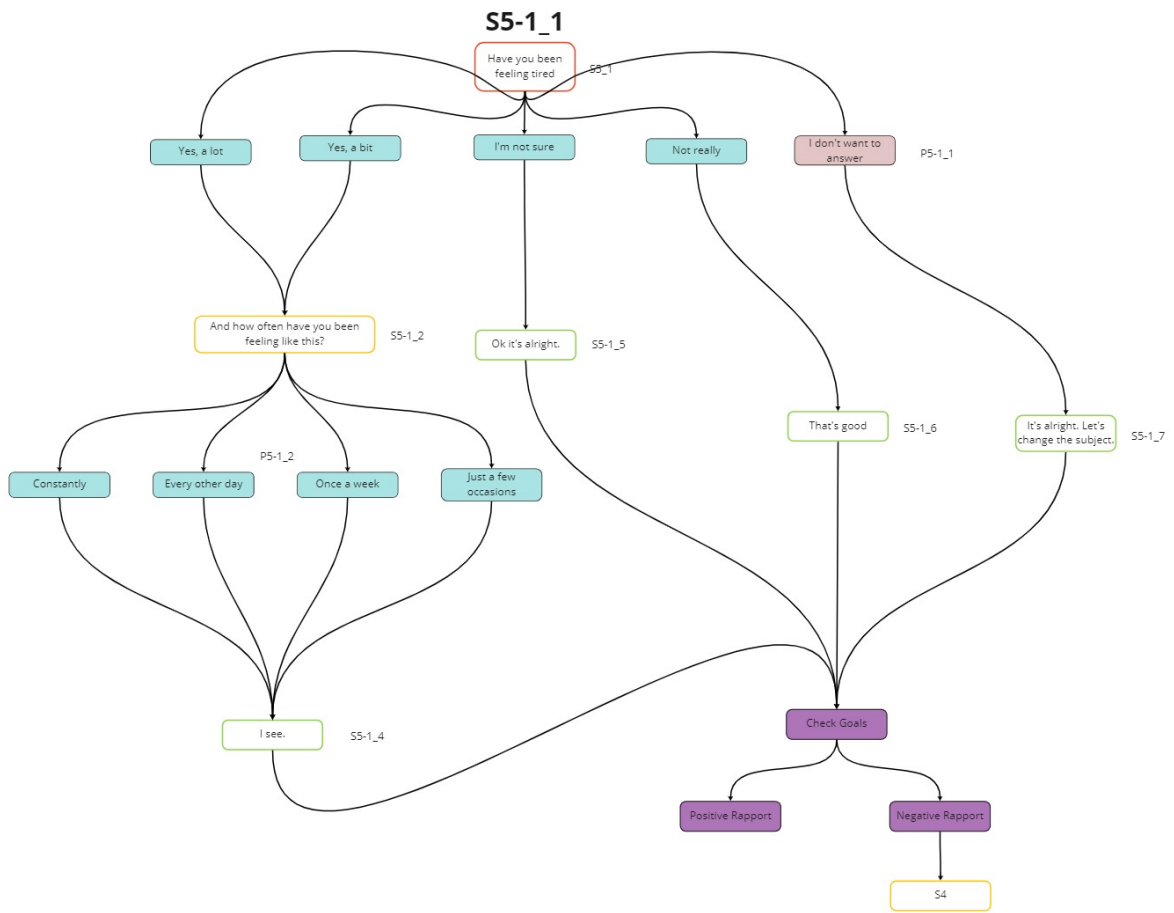 S5-1_1
Have you been
feeling tired
S5_1
Yes, a lot
Yes, a bit
I'm not sure
Not really
I don't want to
answer
P5-1_1
And how often have you been
feeling like this?
S5-1_2
Ok it's alright.
S5-1_5
That's good
S5-1_6
It's alright. Let's
change the subject.
S5-1_7
P5-1_2
Constantly
Every other day
Once a week
Just a few
occasions
I see.
S5-1_4
Check Goals
Positive Rapport
Negative Rapport
S4